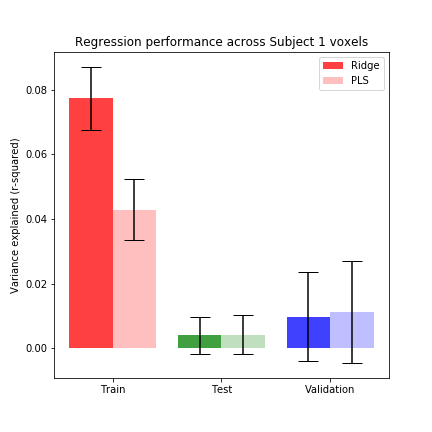 Regression performance across Subject 1 voxels
Ridge
PLS
Variance explained (r-squared)
0.08
0.06
0.04
0.02
0.00
Train
Test
Validation